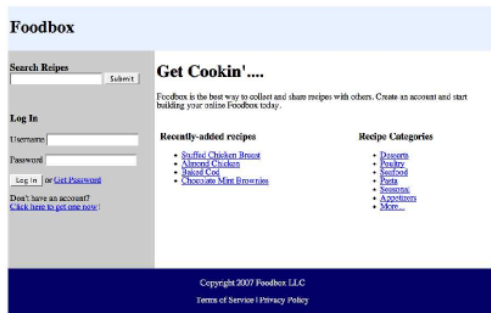 Foodbox
Search Reipes
Submit
Log In
Username
Password
Log In or Get Password
Don't have an account?
Click here to get one now!
Get Cookin'....
Foodbox is the best way to collect and share recipes with others. Create an account and start
building your online Foodbox today.
Recently-added recipes
Stuffed Chicken Breast
Almond Chicken
Baked Cod
Chocolate Mint Brownies
Recipe Categories
Desserts
Poultry
Seafood
Pasta
Seasonal
Appetizers
More...
Copyright 2007 Foodbox LLC
Terms of Service | Privacy Policy